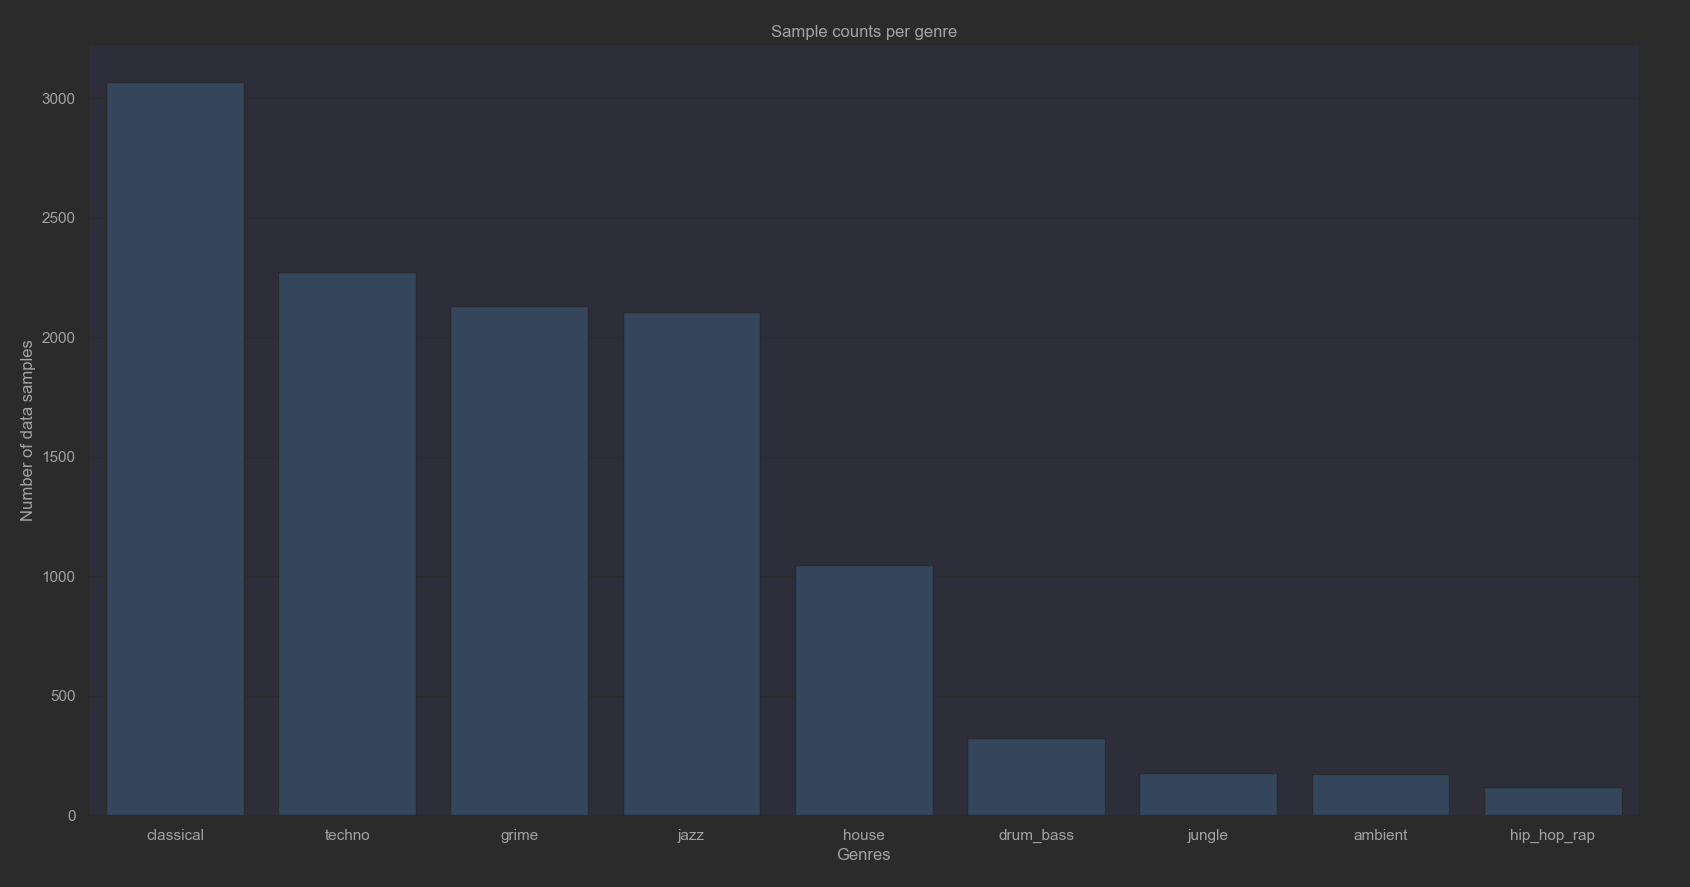 Sample counts per genre
Number of data samples
3000
2500
2000
1500
1000
500
0
classical techno grime jazz house drum_bass jungle ambient hip_hop_rap
Genres